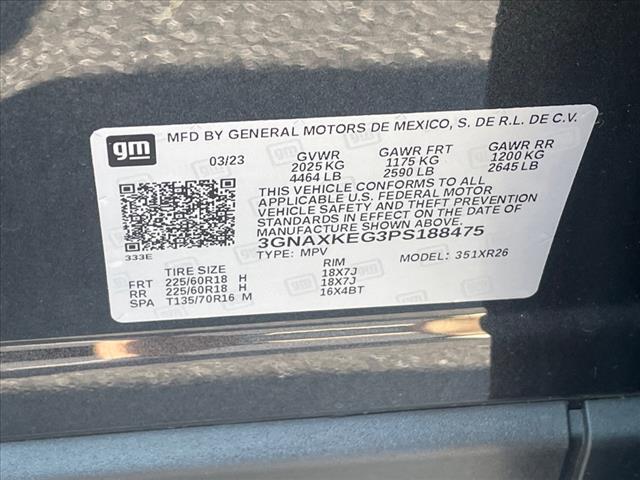 gm MFD BY GENERAL MOTORS DE MEXICO, S. DE R.L. DE C.V.
03/23 GVWR GAWR FRT GAWR RR
2025 KG 1175 KG 1200 KG
4464 LB 2590 LB 2645 LB
THIS VEHICLE CONFORMS TO ALL
APPLICABLE U.S. FEDERAL MOTOR
VEHICLE SAFETY AND THEFT
PREVENTION STANDARDS IN EFFECT ON THE DATE OF
MANUFACTURE SHOWN ABOVE.
3GNAXKEG3PS188475
333E
TYPE: MPV MODEL: 351XR26
TIRE SIZE RIM
FRT 225/60R18 H 18X7J
RR 225/60R18 H 18X7J
SPA T135/70R16 M 16X4BT